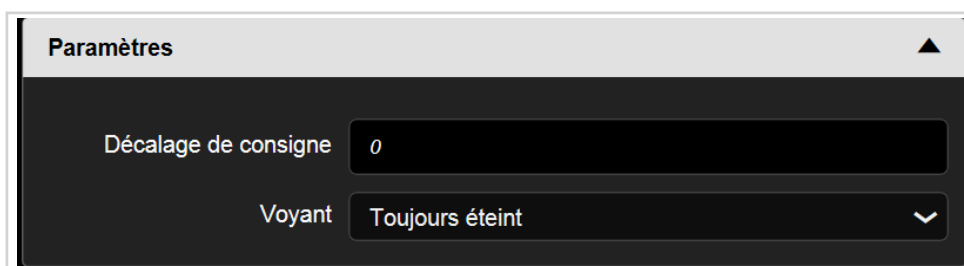 Paramètres
Décalage de consigne 0
Voyant Toujours éteint